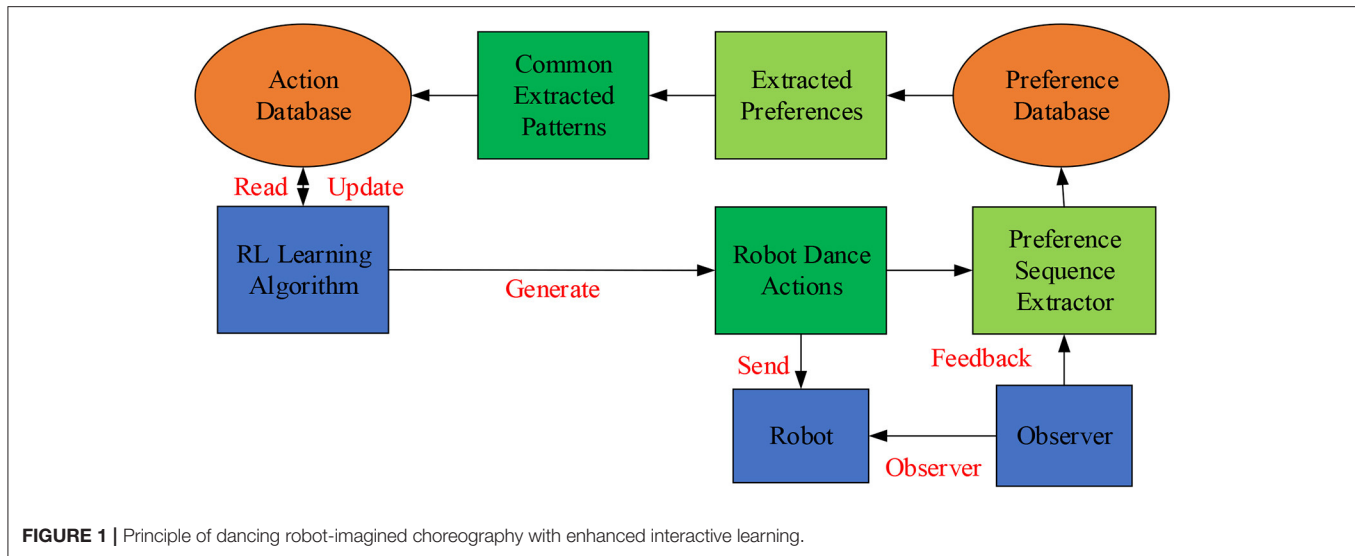 Action
Database
Common
Extracted
Patterns
Extracted
Preferences
Preference
Database
Read Update
RL Learning
Algorithm
Generate
Robot Dance
Actions
Preference
Sequence
Extractor
Send
Feedback
Robot
Observer
Observer
FIGURE 1 | Principle of dancing robot-imagined choreography with enhanced interactive learning.